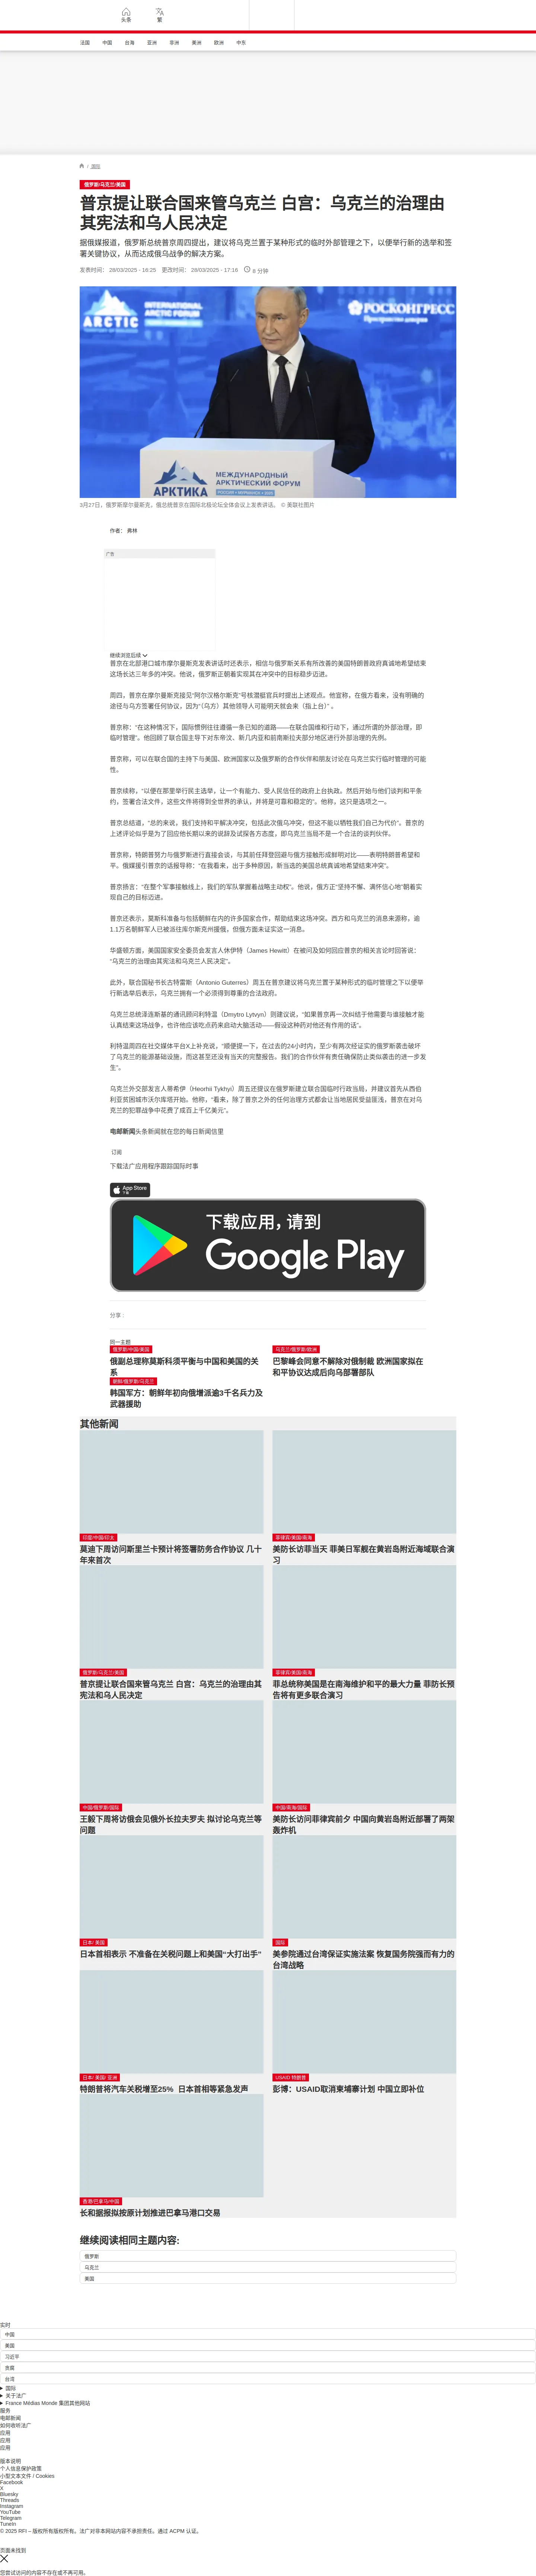 头条
繁
法国
中国
台海
亚洲
非洲
美洲
欧洲
中东
/ 国际
俄罗斯/乌克兰/美国
普京提让联合国来管乌克兰 白宫：乌克兰的治理由
其宪法和乌人民决定
据俄媒报道，俄罗斯总统普京周四提出，建议将乌克兰置于某种形式的临时外部管理之下，以便举行新的选举和签
署关键协议，从而达成俄乌战争的解决方案。
发表时间： 28/03/2025 - 16:25 更改时间： 28/03/2025 - 17:16 8 分钟
ARCTIC
INTERNATIONAL
ARCTIC FORUM
РОСКОНГРЕСС
Пространство доверия
АРКТИКА
МЕЖДУНАРОДНЫЙ
АРКТИЧЕСКИЙ ФОРУМ
3月27日，俄罗斯摩尔曼斯克，俄总统普京在国际北极论坛全体会议上发表讲话。 © 美联社图片
作者： 弗林
广告
继续浏览后续
普京在北部港口城市摩尔曼斯克发表讲话时还表示，相信与俄罗斯关系有所改善的美国特朗普政府真诚地希望结束
这场长达三年多的冲突。他说，俄罗斯正朝着实现其在冲突中的目标稳步迈进。
周四，普京在摩尔曼斯克接见“阿尔汉格尔斯克”号核潜艇官兵时提出上述观点。他宣称，在俄方看来，没有明确的
途径与乌方签署任何协议，因为“（乌方）其他领导人可能明天就会来（临上台）” 。
普京称：“在这种情况下，国际惯例往往遵循一条已知的道路——在联合国维和行动下，通过所谓的外部治理，即
临时管理”。他回顾了联合国主导下对东帝汶、新几内亚和前南斯拉夫部分地区进行外部治理的先例。
普京称，可以在联合国的主持下与美国、欧洲国家以及俄罗斯的合作伙伴和朋友讨论在乌克兰实行临时管理的可能
性。
普京续称，“以便在那里举行民主选举，让一个有能力、受人民信任的政府上台执政。然后开始与他们谈判和平条
约，签署合法文件，这些文件将得到全世界的承认，并将是可靠和稳定的”。他称，这只是选项之一。
普京总结道，“总的来说，我们支持和平解决冲突，包括此次俄乌冲突，但这不能以牺牲我们自己为代价”。普京的
上述评论似乎是为了回应他长期以来的说辞及试探各方态度，即乌克兰当局不是一个合法的谈判伙伴。
普京称，特朗普努力与俄罗斯进行直接会谈，与其前任拜登回避与俄方接触形成鲜明对比——表明特朗普希望和
平。俄媒援引普京的话报导称：“在我看来，出于多种原因，新当选的美国总统真诚地希望结束冲突”。
普京扬言：“在整个军事接触线上，我们的军队掌握着战略主动权”。他说，俄方正“坚持不懈、满怀信心地”朝着实
现自己的目标迈进。
普京还表示，莫斯科准备与包括朝鲜在内的许多国家合作，帮助结束这场冲突。西方和乌克兰的消息来源称，逾
1.1万名朝鲜军人已被派往库尔斯克州援俄，但俄方面未证实这一消息。
华盛顿方面，美国国家安全委员会发言人休伊特（James Hewitt）在被问及如何回应普京的相关言论时回答说：
“乌克兰的治理由其宪法和乌克兰人民决定”。
此外，联合国秘书长古特雷斯（Antonio Guterres）周五在普京建议将乌克兰置于某种形式的临时管理之下以便举
行新选举后表示，乌克兰拥有一个必须得到尊重的合法政府。
乌克兰总统泽连斯基的通讯顾问利特温（Dmytro Lytvyn）则建议说，“如果普京再一次纠结于他需要与谁接触才能
认真结束这场战争，也许他应该吃点药来启动大脑活动——假设这种药对他还有作用的话”。
利特温周四在社交媒体平台X上补充说，“顺便提一下，在过去的24小时内，至少有两次经证实的俄罗斯袭击破坏
了乌克兰的能源基础设施，而这甚至还没有当天的完整报告。我们的合作伙伴有责任确保防止类似袭击的进一步发
生”。
乌克兰外交部发言人蒂希伊（Heorhii Tykhyi）周五还提议在俄罗斯建立联合国临时行政当局，并建议首先从西伯
利亚贫困城市沃尔库塔开始。他称，“看来，除了普京之外的任何治理方式都会让当地居民受益匪浅，普京在对乌
克兰的犯罪战争中花费了成百上千亿美元”。
电邮新闻头条新闻就在您的每日新闻信里
订阅
下载法广应用程序跟踪国际时事
App Store
下载
下载应用，请到
Google Play
分享 :
同一主题
俄罗斯/中国/美国
俄副总理称莫斯科须平衡与中国和美国的关
系
乌克兰/俄罗斯/欧洲
巴黎峰会同意不解除对俄制裁 欧洲国家拟在
和平协议达成后向乌部署部队
朝鲜/俄罗斯/乌克兰
韩国军方：朝鲜年初向俄增派逾3千名兵力及
武器援助
其他新闻
印度/中国/印太
莫迪下周访问斯里兰卡预计将签署防务合作协议 几十
年来首次
菲律宾/美国/南海
美防长访菲当天 菲美日军舰在黄岩岛附近海域联合演
习
俄罗斯/乌克兰/美国
普京提让联合国来管乌克兰 白宫：乌克兰的治理由其
宪法和乌人民决定
菲律宾/美国/南海
菲总统称美国是在南海维护和平的最大力量 菲防长预
告将有更多联合演习
中国/俄罗斯/国际
王毅下周将访俄会见俄外长拉夫罗夫 拟讨论乌克兰等
问题
中国/南海/国际
美防长访问菲律宾前夕 中国向黄岩岛附近部署了两架
轰炸机
日本/ 美国
日本首相表示 不准备在关税问题上和美国“大打出手”
国际
美参院通过台湾保证实施法案 恢复国务院强而有力的
台湾战略
日本/ 美国/ 亚洲
特朗普将汽车关税增至25% 日本首相等紧急发声
USAID 特朗普
彭博：USAID取消柬埔寨计划 中国立即补位
香港/巴拿马/中国
长和据报拟按原计划推进巴拿马港口交易
继续阅读相同主题内容:
俄罗斯
乌克兰
美国
实时
中国
美国
习近平
贪腐
台湾
国际
关于法广
France Médias Monde 集团其他网站
服务
电邮新闻
如何收听法广
应用
应用
应用
版本说明
个人信息保护政策
小型文本文件 / Cookies
Facebook
X
Bluesky
Threads
Instagram
YouTube
Telegram
TuneIn
© 2025 RFI – 版权所有版权所有。法广对非本网站内容不承担责任。通过 ACPM 认证。
页面未找到
您尝试访问的内容不存在或不再可用。